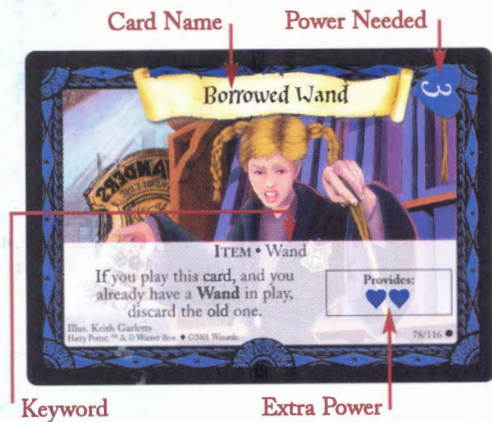 Card Name
Power Needed
Borrowed Wand
3
ANDERS
ITEM • Wand
If you play this card, and you
already have a Wand in play,
discard the old one.
Provides:
Illus. Keith Garletts
Harry Potter, ™ & © Warner Bros. ◆ ©2001 Wizards.
78/116 ●
Keyword
Extra Power